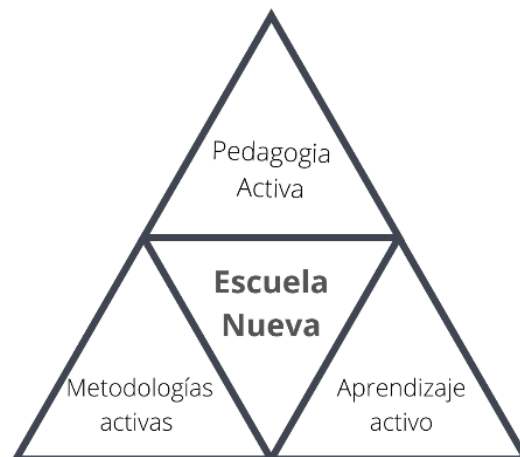 Pedagogia
Activa
Escuela
Nueva
Metodologías
activas
Aprendizaje
activo